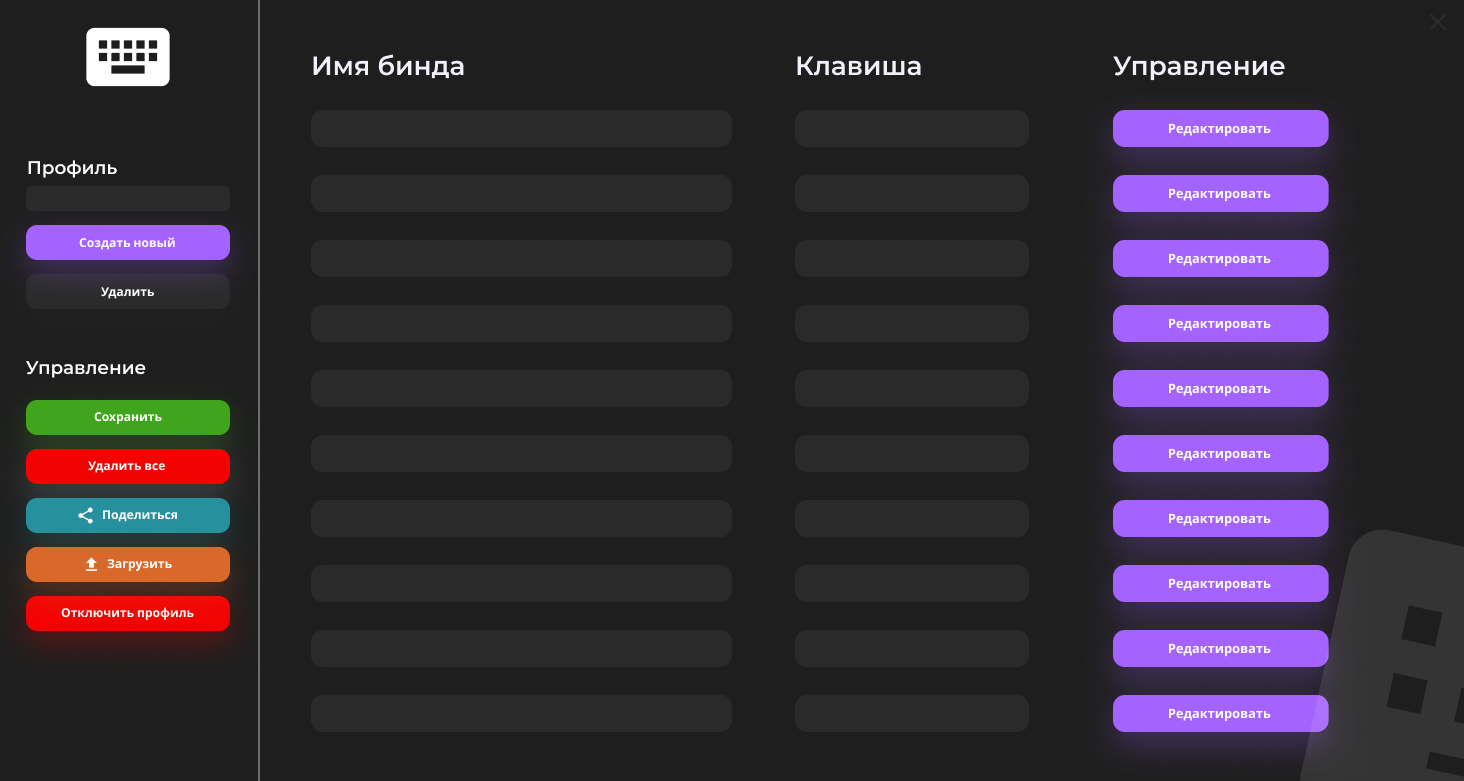 Имя бинда
Клавиша
Управление
Профиль
Создать новый
Удалить
Управление
Сохранить
Удалить все
Поделиться
Загрузить
Отключить профиль
Редактировать
Редактировать
Редактировать
Редактировать
Редактировать
Редактировать
Редактировать
Редактировать
Редактировать
Редактировать